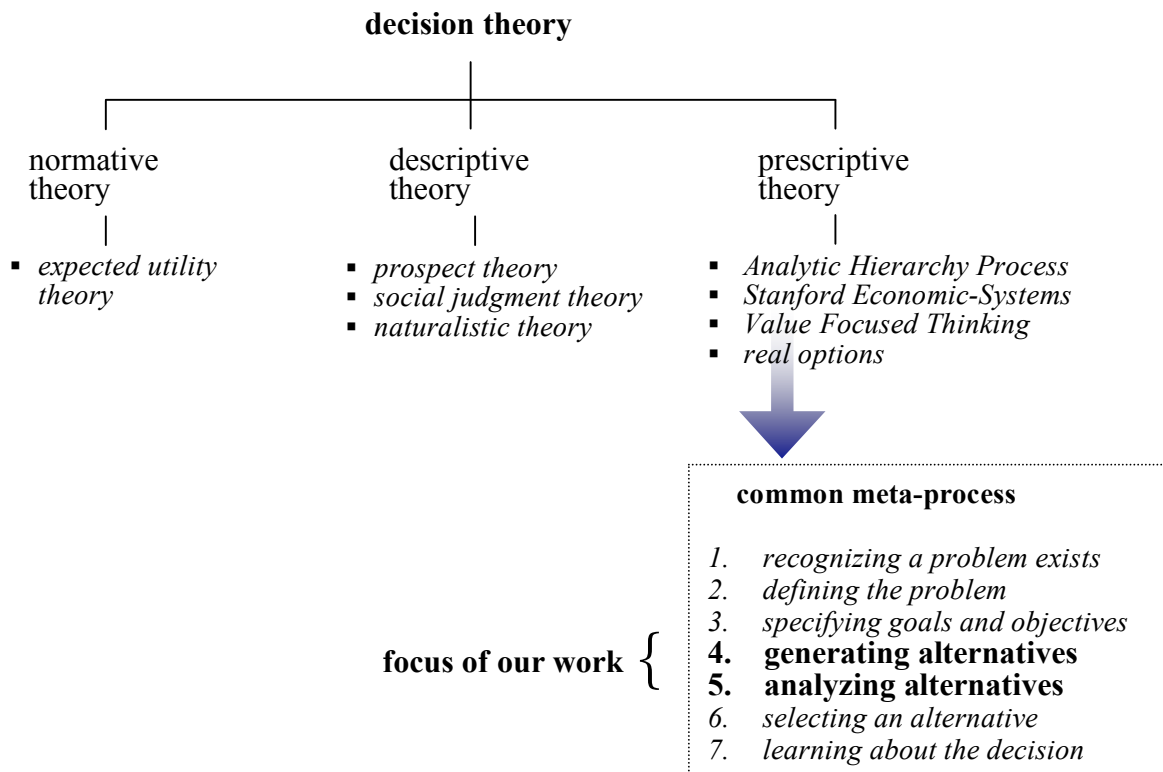 decision theory
normative
theory
▪ expected utility
theory
descriptive
theory
▪ prospect theory
▪ social judgment theory
▪ naturalistic theory
prescriptive
theory
▪ Analytic Hierarchy Process
▪ Stanford Economic-Systems
▪ Value Focused Thinking
▪ real options
common meta-process
1. recognizing a problem exists
2. defining the problem
3. specifying goals and objectives
4. generating alternatives
5. analyzing alternatives
6. selecting an alternative
7. learning about the decision
focus of our work {